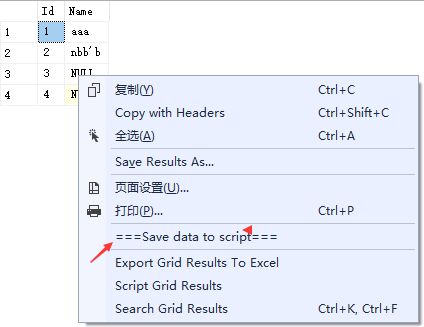 Id Name
1 1 aaa
2 2 nbb'b
3 3 NULL
4 4
复制(Y) Ctrl+C
Copy with Headers Ctrl+Shift+C
全选(A) Ctrl+A
Save Results As...
页面设置(U)...
打印(P)... Ctrl+P
===Save data to script===
Export Grid Results To Excel
Script Grid Results
Search Grid Results Ctrl+K, Ctrl+F